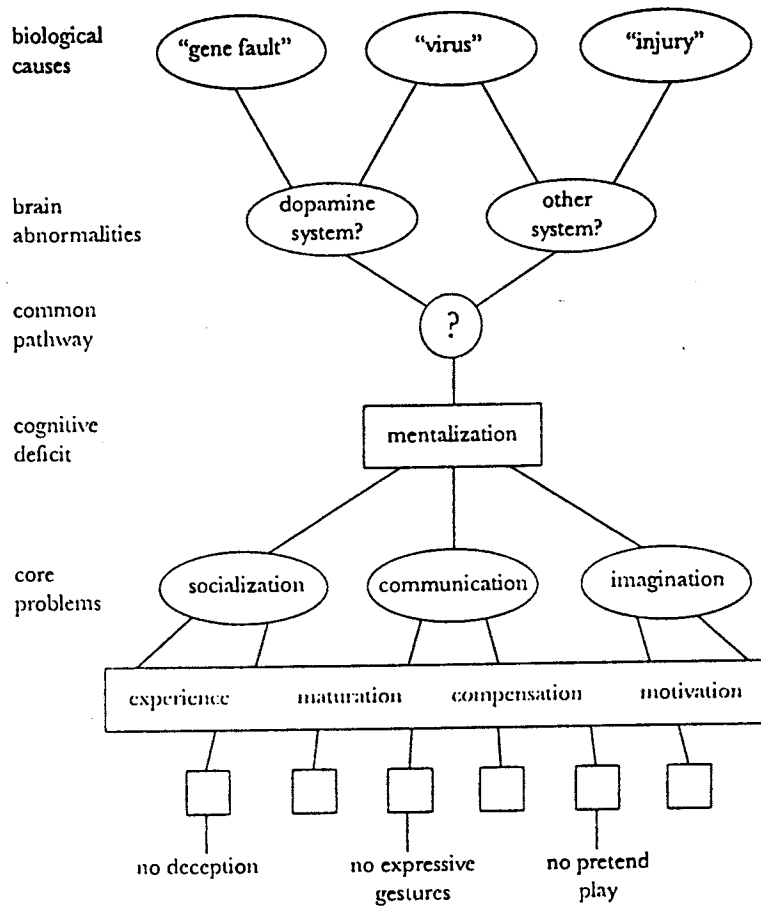 biological
causes
“gene fault”
“virus”
“injury”
brain
abnormalities
dopamine
system?
other
system?
common
pathway
?
cognitive
deficit
mentalization
core
problems
socialization
communication
imagination
experience
maturation
compensation
motivation
no deception
no expressive
gestures
no pretend
play